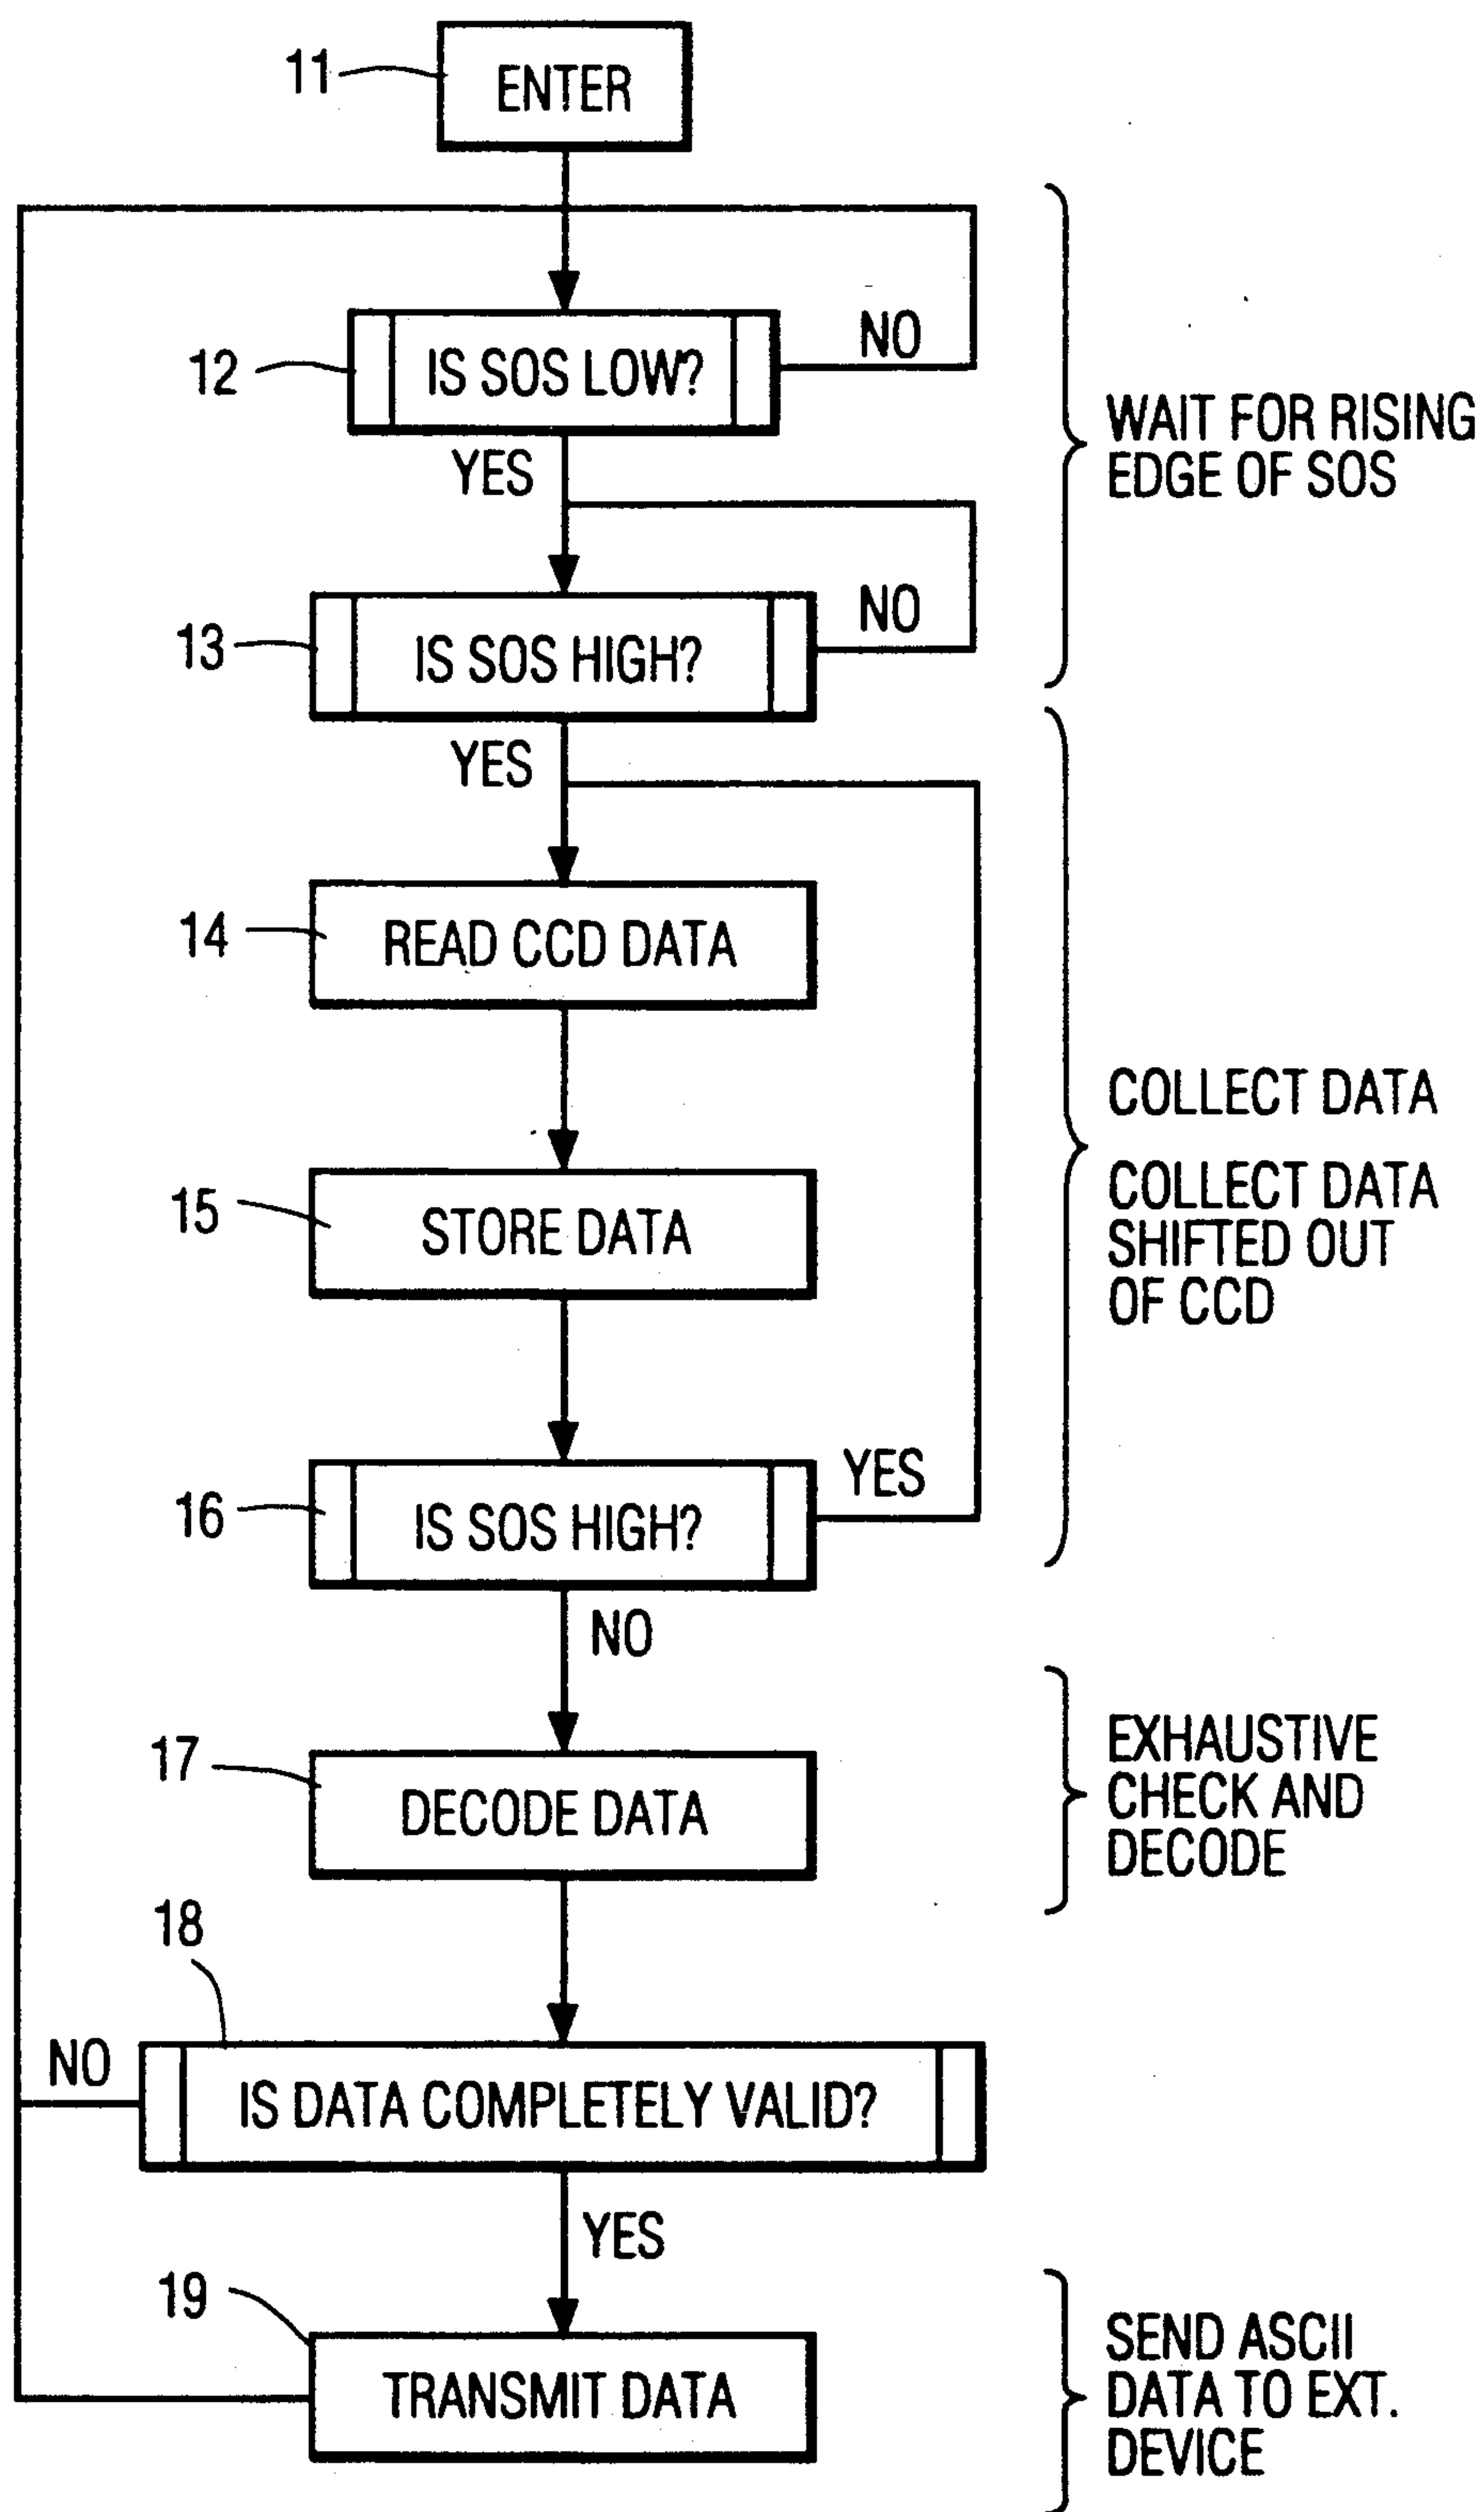 11
ENTER
12
IS SOS LOW?
NO
YES
WAIT FOR RISING
EDGE OF SOS
13
IS SOS HIGH?
NO
YES
14
READ CCD DATA
COLLECT DATA
COLLECT DATA
SHIFTED OUT
OF CCD
15
STORE DATA
16
IS SOS HIGH?
YES
NO
17
DECODE DATA
EXHAUSTIVE
CHECK AND
DECODE
18
NO
IS DATA COMPLETELY VALID?
YES
19
TRANSMIT DATA
SEND ASCII
DATA TO EXT.
DEVICE